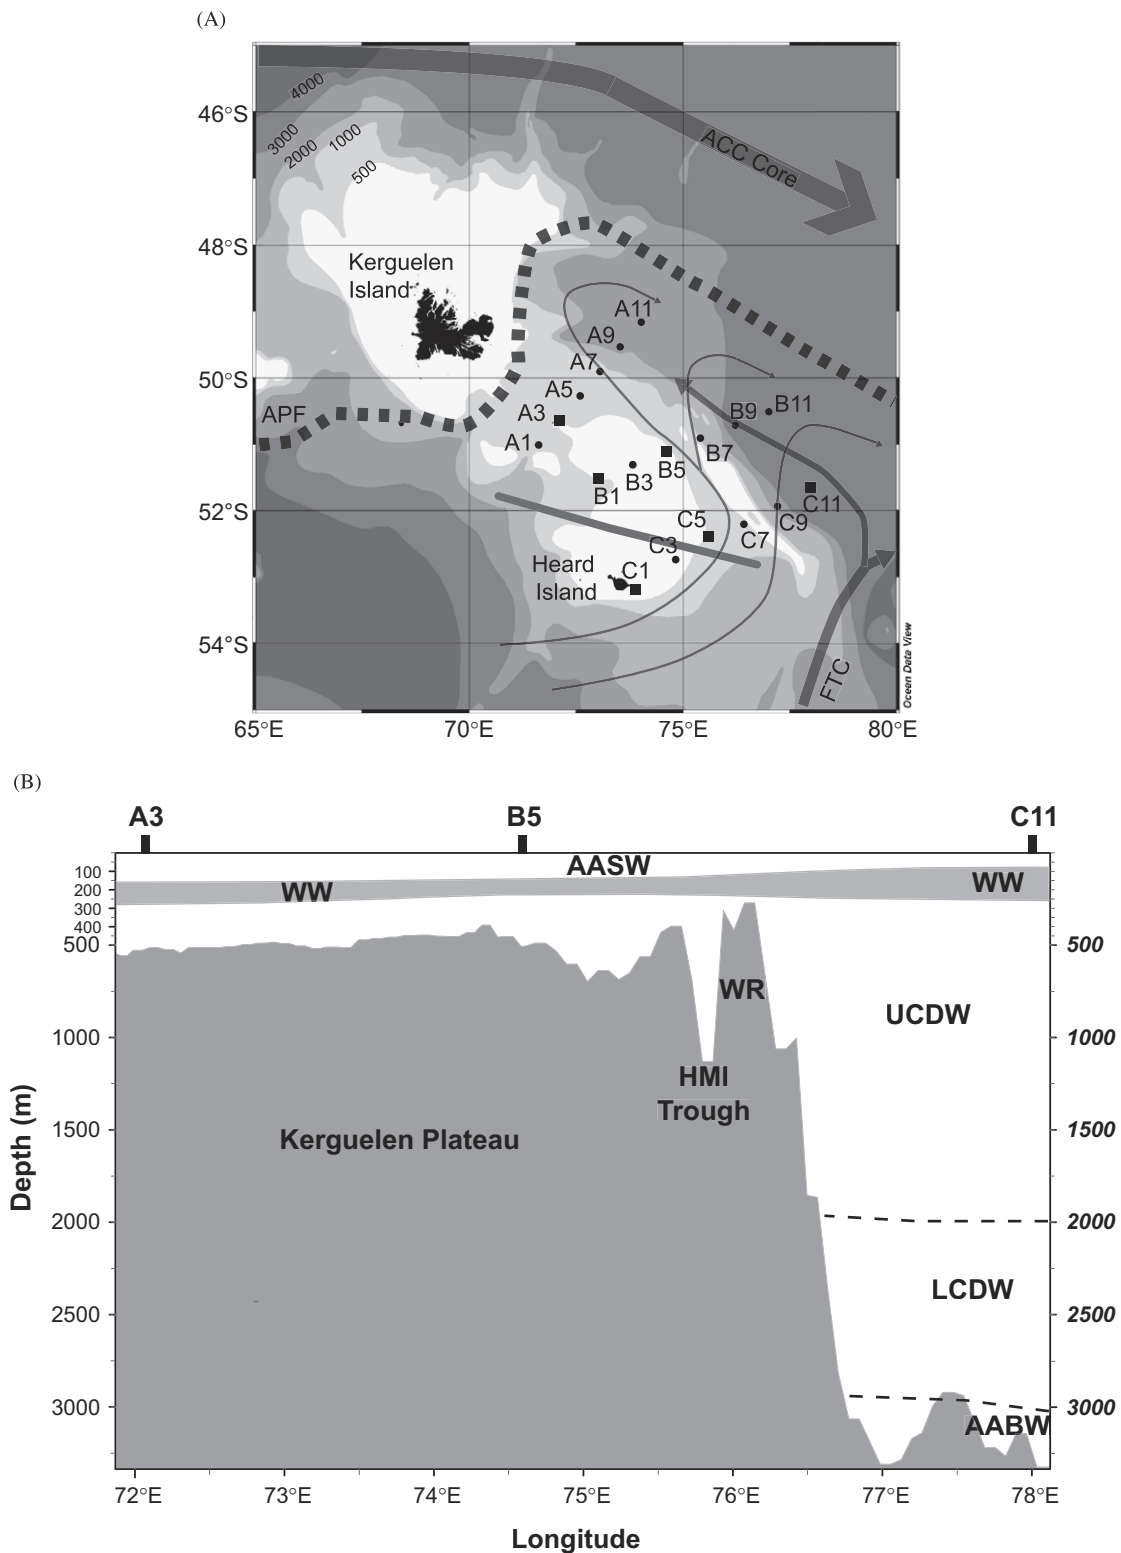 (A)
4000
3000
2000
1000
500
46°S
ACC Core
48°S
Kerguelen
Island
A11
A9
A7
50°S
A5
B11
B9
APF
A3
A1
B7
B5
B3
B1
C11
52°S
C5
C9
C7
C3
Heard
Island
C1
54°S
FTC
Ocean Data View
65°E 70°E 75°E 80°E
(B)
A3 B5 C11
AASW
WW WW
100
200
300
400
500 500
WR
UCDW
1000 1000
HMI
Trough
Kerguelen Plateau
1500 1500
Depth (m)
2000 2000
LCDW
2500 2500
3000 3000
AABW
72°E 73°E 74°E 75°E 76°E 77°E 78°E
Longitude